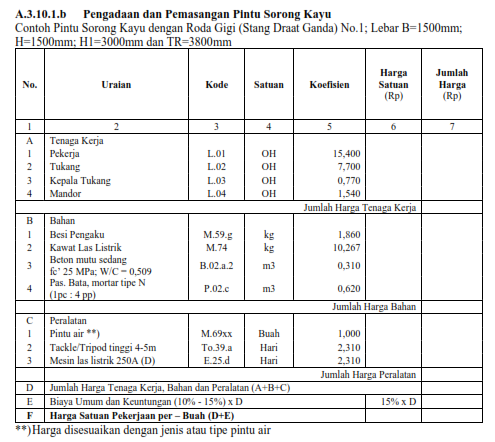 A.3.10.1.b Pengadaan dan Pemasangan Pintu Sorong Kayu
Contoh Pintu Sorong Kayu dengan Roda Gigi (Stang Draat Ganda) No.1; Lebar B=1500mm;
H=1500mm; H1=3000mm dan TR=3800mm
No. Uraian Kode Satuan Koefisien Harga Satuan (Rp) Jumlah Harga (Rp)
1 2 3 4 5 6 7
A Tenaga Kerja
1 Pekerja L.01 OH 15,400
2 Tukang L.02 OH 7,700
3 Kepala Tukang L.03 OH 0,770
4 Mandor L.04 OH 1,540
Jumlah Harga Tenaga Kerja
B Bahan
1 Besi Pengaku M.59.g kg 1,860
2 Kawat Las Listrik M.74 kg 10,267
3 Beton mutu sedang fc' 25 MPa; W/C = 0,509 B.02.a.2 m3 0,310
4 Pas. Bata, mortar tipe N (1pc : 4 pp) P.02.c m3 0,620
Jumlah Harga Bahan
C Peralatan
1 Pintu air **) M.69xx Buah 1,000
2 Tackle/Tripod tinggi 4-5m To.39.a Hari 2,310
3 Mesin las listrik 250A (D) E.25.d Hari 2,310
Jumlah Harga Peralatan
D Jumlah Harga Tenaga Kerja, Bahan dan Peralatan (A+B+C)
E Biaya Umum dan Keuntungan (10% - 15%) x D 15% x D
F Harga Satuan Pekerjaan per – Buah (D+E)
**)Harga disesuaikan dengan jenis atau tipe pintu air